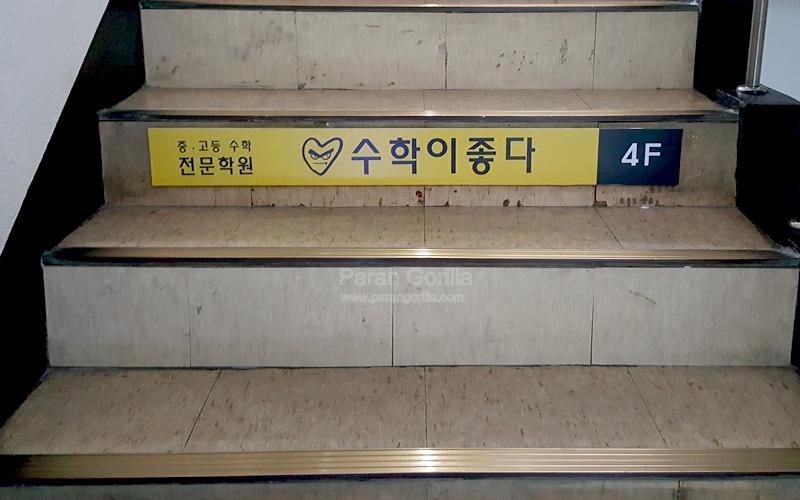 중·고등 수학
전문학원
수학이좋다
4F
Paran Gorilla
www.parangorilla.com